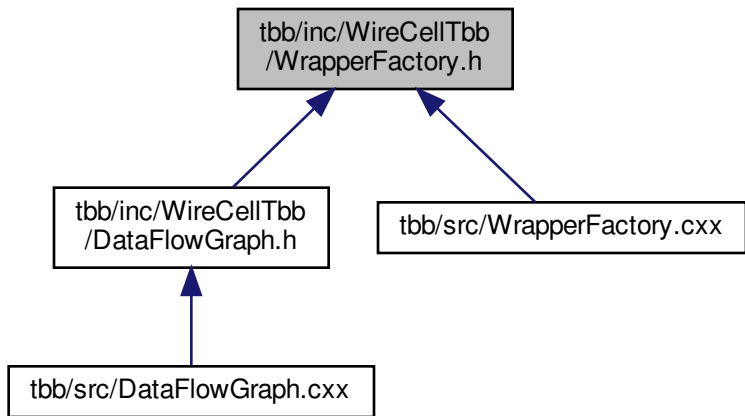 tbb/inc/WireCellTbb
/WrapperFactory.h
tbb/inc/WireCellTbb
/DataFlowGraph.h
tbb/src/WrapperFactory.cxx
tbb/src/DataFlowGraph.cxx